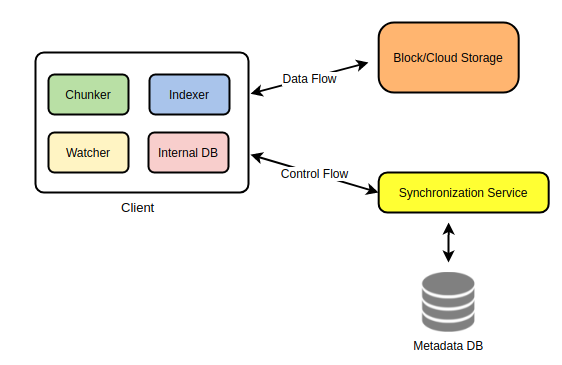 Block/Cloud Storage
Data Flow
Chunker
Indexer
Watcher
Internal DB
Control Flow
Client
Synchronization Service
Metadata DB